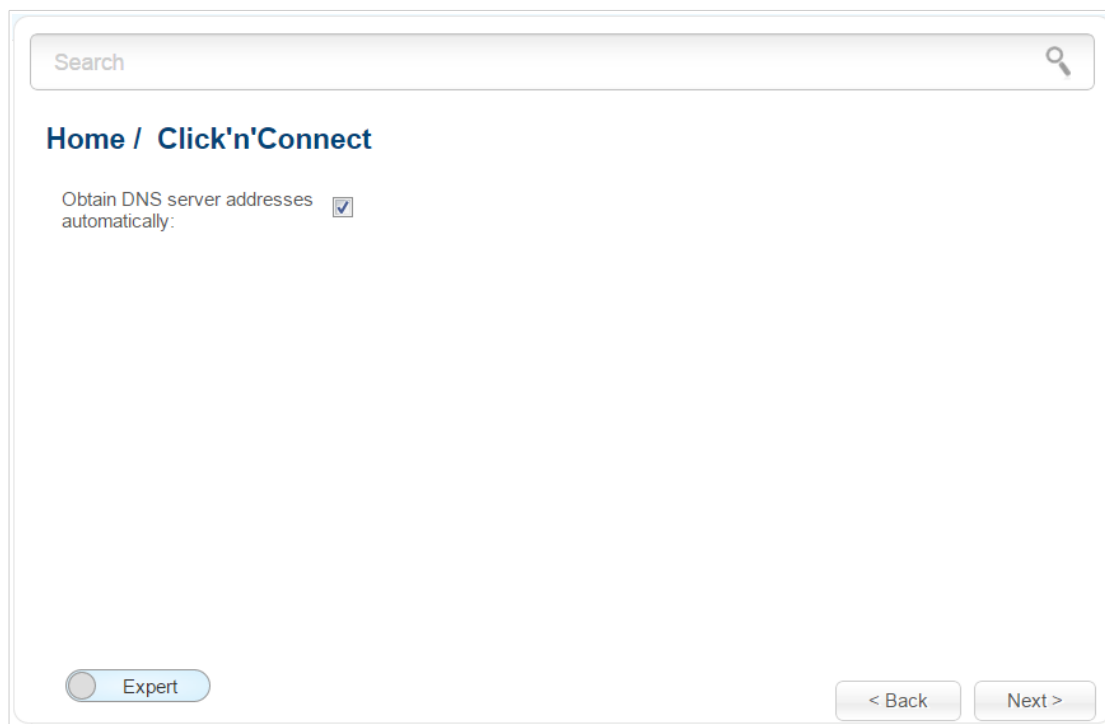 Search
Home / Click'n'Connect
Obtain DNS server addresses
automatically:
Expert
< Back
Next >